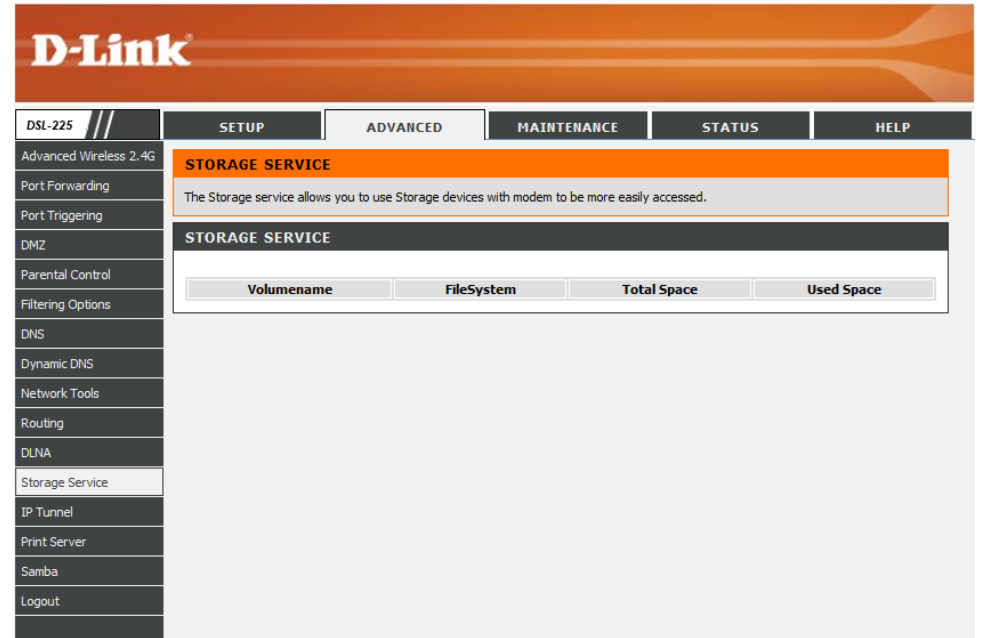 D-Link
DSL-225
SETUP
ADVANCED
MAINTENANCE
STATUS
HELP
Advanced Wireless 2.4G
Port Forwarding
Port Triggering
DMZ
Parental Control
Filtering Options
DNS
Dynamic DNS
Network Tools
Routing
DLNA
Storage Service
IP Tunnel
Print Server
Samba
Logout
STORAGE SERVICE
The Storage service allows you to use Storage devices with modem to be more easily accessed.
STORAGE SERVICE
Volumename FileSystem Total Space Used Space